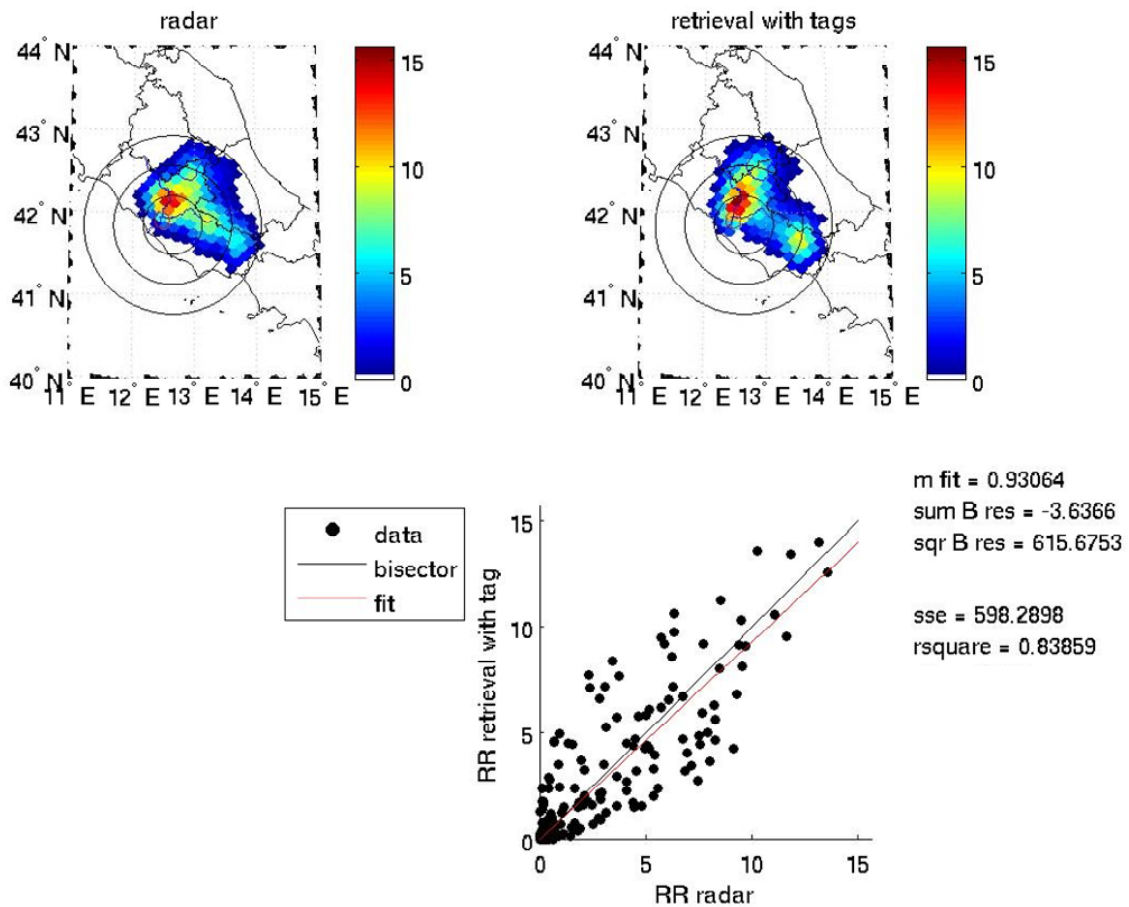 radar
44° N
43° N
42° N
41° N
40° N
11° E 12° E 13° E 14° E 15° E
15
10
5
0
retrieval with tags
44° N
43° N
42° N
41° N
40° N
11° E 12° E 13° E 14° E 15° E
15
10
5
0
data
bisector
fit
RR retrieval with tag
15
10
5
0
0 5 10 15
RR radar
m fit = 0.93064
sum B res = -3.6366
sqr B res = 615.6753
sse = 598.2898
rsquare = 0.83859